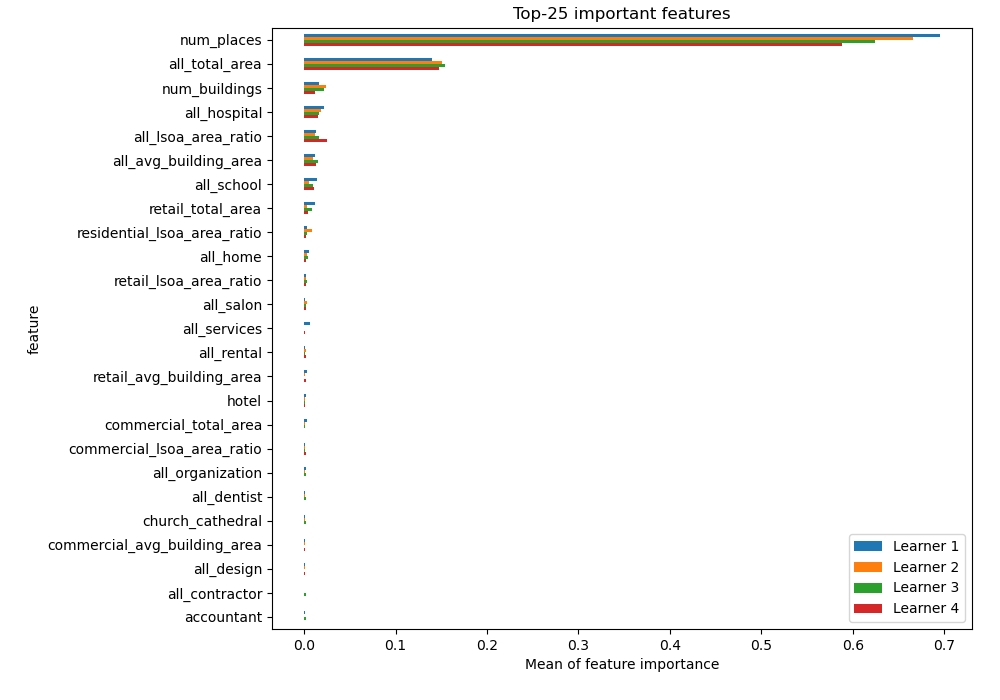 Top-25 important features
num_places
all_total_area
num_buildings
all_hospital
all_lsoa_area_ratio
all_avg_building_area
all_school
retail_total_area
residential_lsoa_area_ratio
all_home
retail_lsoa_area_ratio
all_salon
all_services
all_rental
retail_avg_building_area
hotel
commercial_total_area
commercial_lsoa_area_ratio
all_organization
all_dentist
church_cathedral
commercial_avg_building_area
all_design
all_contractor
accountant
feature
Learner 1
Learner 2
Learner 3
Learner 4
0.0 0.1 0.2 0.3 0.4 0.5 0.6 0.7
Mean of feature importance